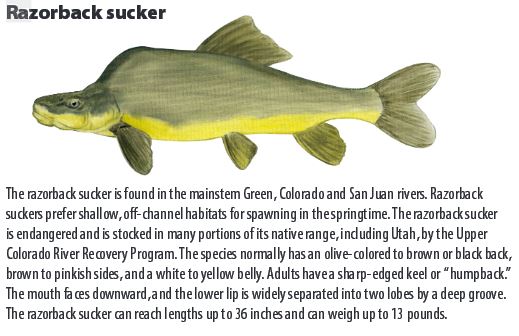 Razorback sucker
The razorback sucker is found in the mainstem Green, Colorado and San Juan rivers. Razorback
suckers prefer shallow, off-channel habitats for spawning in the springtime. The razorback sucker
is endangered and is stocked in many portions of its native range, including Utah, by the Upper
Colorado River Recovery Program. The species normally has an olive-colored to brown or black back,
brown to pinkish sides, and a white to yellow belly. Adults have a sharp-edged keel or "humpback."
The mouth faces downward, and the lower lip is widely separated into two lobes by a deep groove.
The razorback sucker can reach lengths up to 36 inches and can weigh up to 13 pounds.